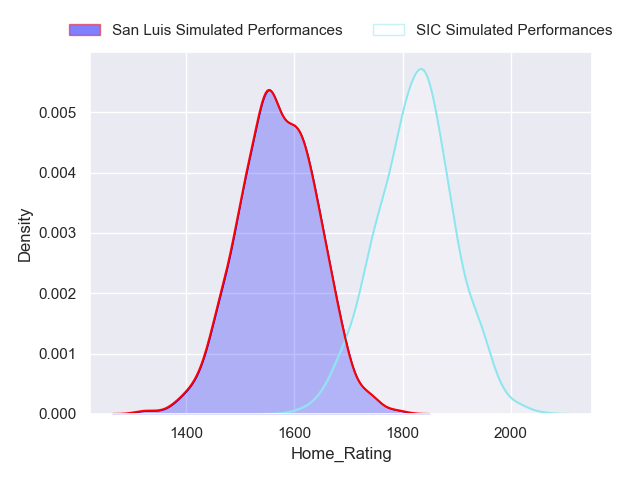 San Luis Simulated Performances SIC Simulated Performances
0.005
0.004
0.003
0.002
0.001
0.000
Density
1400 1600 1800 2000
Home_Rating